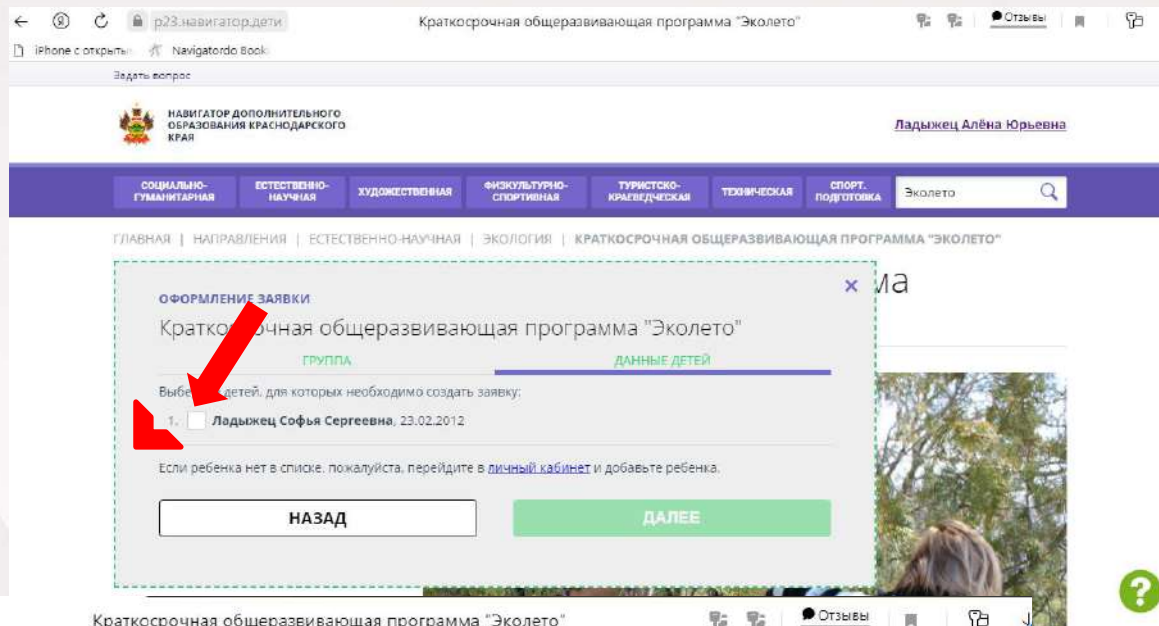 р23.навигатор.дети
Краткосрочная общеразвивающая программа "Эколето"
Отзывы
iPhone с открыты
Navigatordo Book
Задать вопрос
НАВИГАТОР ДОПОЛНИТЕЛЬНОГО
ОБРАЗОВАНИЯ КРАСНОДАРСКОГО
КРАЯ
Ладыжец Алёна Юрьевна
СОЦИАЛЬНО-
ГУМАНИТАРНАЯ
ЕСТЕСТВЕННО-
НАУЧНАЯ
ХУДОЖЕСТВЕННАЯ
ФИЗКУЛЬТУРНО-
СПОРТИВНАЯ
ТУРИСТСКО-
КРАЕВЕДЧЕСКАЯ
ТЕХНИЧЕСКАЯ
СПОРТ.
ПОДГОТОВКА
Эколето
ГЛАВНАЯ | НАПРАВЛЕНИЯ | ЕСТЕСТВЕННО-НАУЧНАЯ | ЭКОЛОГИЯ | КРАТКОСРОЧНАЯ ОБЩЕРАЗВИВАЮЩАЯ ПРОГРАММА "ЭКОЛЕТО"
ма
ОФОРМЛЕНИЕ ЗАЯВКИ
Краткосрочная общеразвивающая программа "Эколето"
ГРУППА
ДАННЫЕ ДЕТЕЙ
детей, для которых необходимо создать заявку:
1. Ладыжец Софья Сергеевна, 23.02.2012
Если ребенка нет в списке, пожалуйста, перейдите в личный кабинет и добавьте ребенка.
НАЗАД
ДАЛЕЕ
?
Краткосрочная общеразвивающая программа "Эколето"
Отзывы